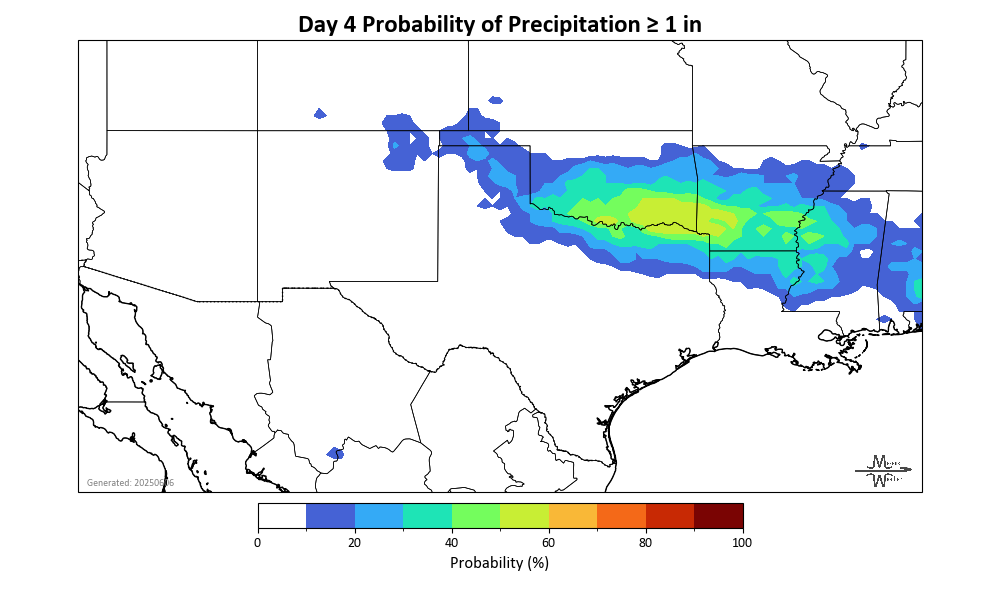 Day 4 Probability of Precipitation ≥ 1 in
Generated: 20250606
0 20 40 60 80 100
Probability (%)